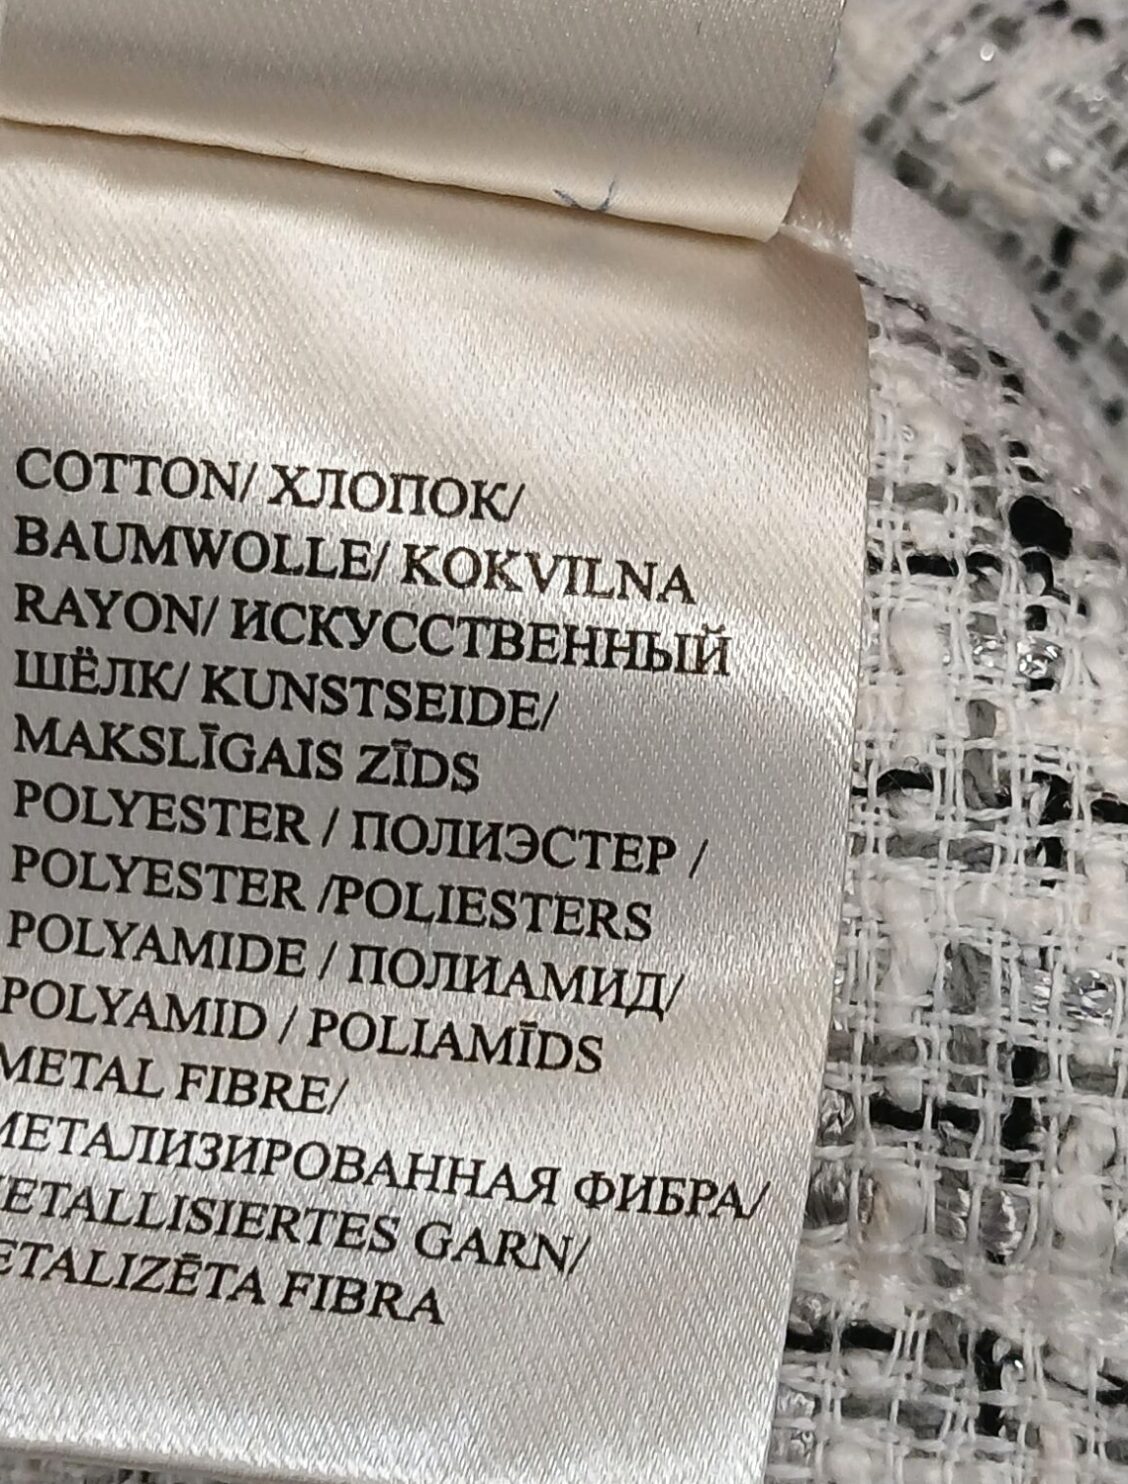 COTTON/ ХЛОПОК/
BAUMWOLLE/ KOKVILNA
RAYON/ ИСКУССТВЕННЫЙ
ШЁЛК/ KUNSTSEIDE/
MAKSLĪGAIS ZĪDS
POLYESTER / ПОЛИЭСТЕР /
POLYESTER /POLIESTERS
POLYAMIDE / ПОЛИАМИД/
POLYAMID / POLIAMĪDS
METAL FIBRE/
МЕТАЛИЗИРОВАННАЯ ФИБРА/
ETALLISIERTES GARN/
ETALIZĒTA FIBRA